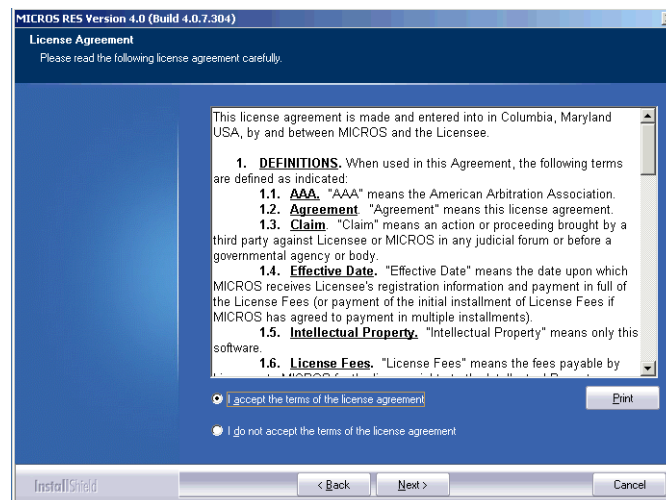 MICROS RES Version 4.0 (Build 4.0.7.304)
License Agreement
Please read the following license agreement carefully.
This license agreement is made and entered into in Columbia, Maryland
USA, by and between MICROS and the Licensee.
1. DEFINITIONS. When used in this Agreement, the following terms
are defined as indicated:
1.1. AAA. "AAA" means the American Arbitration Association.
1.2. Agreement. "Agreement" means this license agreement.
1.3. Claim. "Claim" means an action or proceeding brought by a
third party against Licensee or MICROS in any judicial forum or before a
governmental agency or body.
1.4. Effective Date. "Effective Date" means the date upon which
MICROS receives Licensee's registration information and payment in full of
the License Fees (or payment of the initial installment of License Fees if
MICROS has agreed to payment in multiple installments).
1.5. Intellectual Property. "Intellectual Property" means only this
software.
1.6. License Fees. "License Fees" means the fees payable by
I accept the terms of the license agreement
Print
I do not accept the terms of the license agreement
InstallShield
< Back
Next >
Cancel